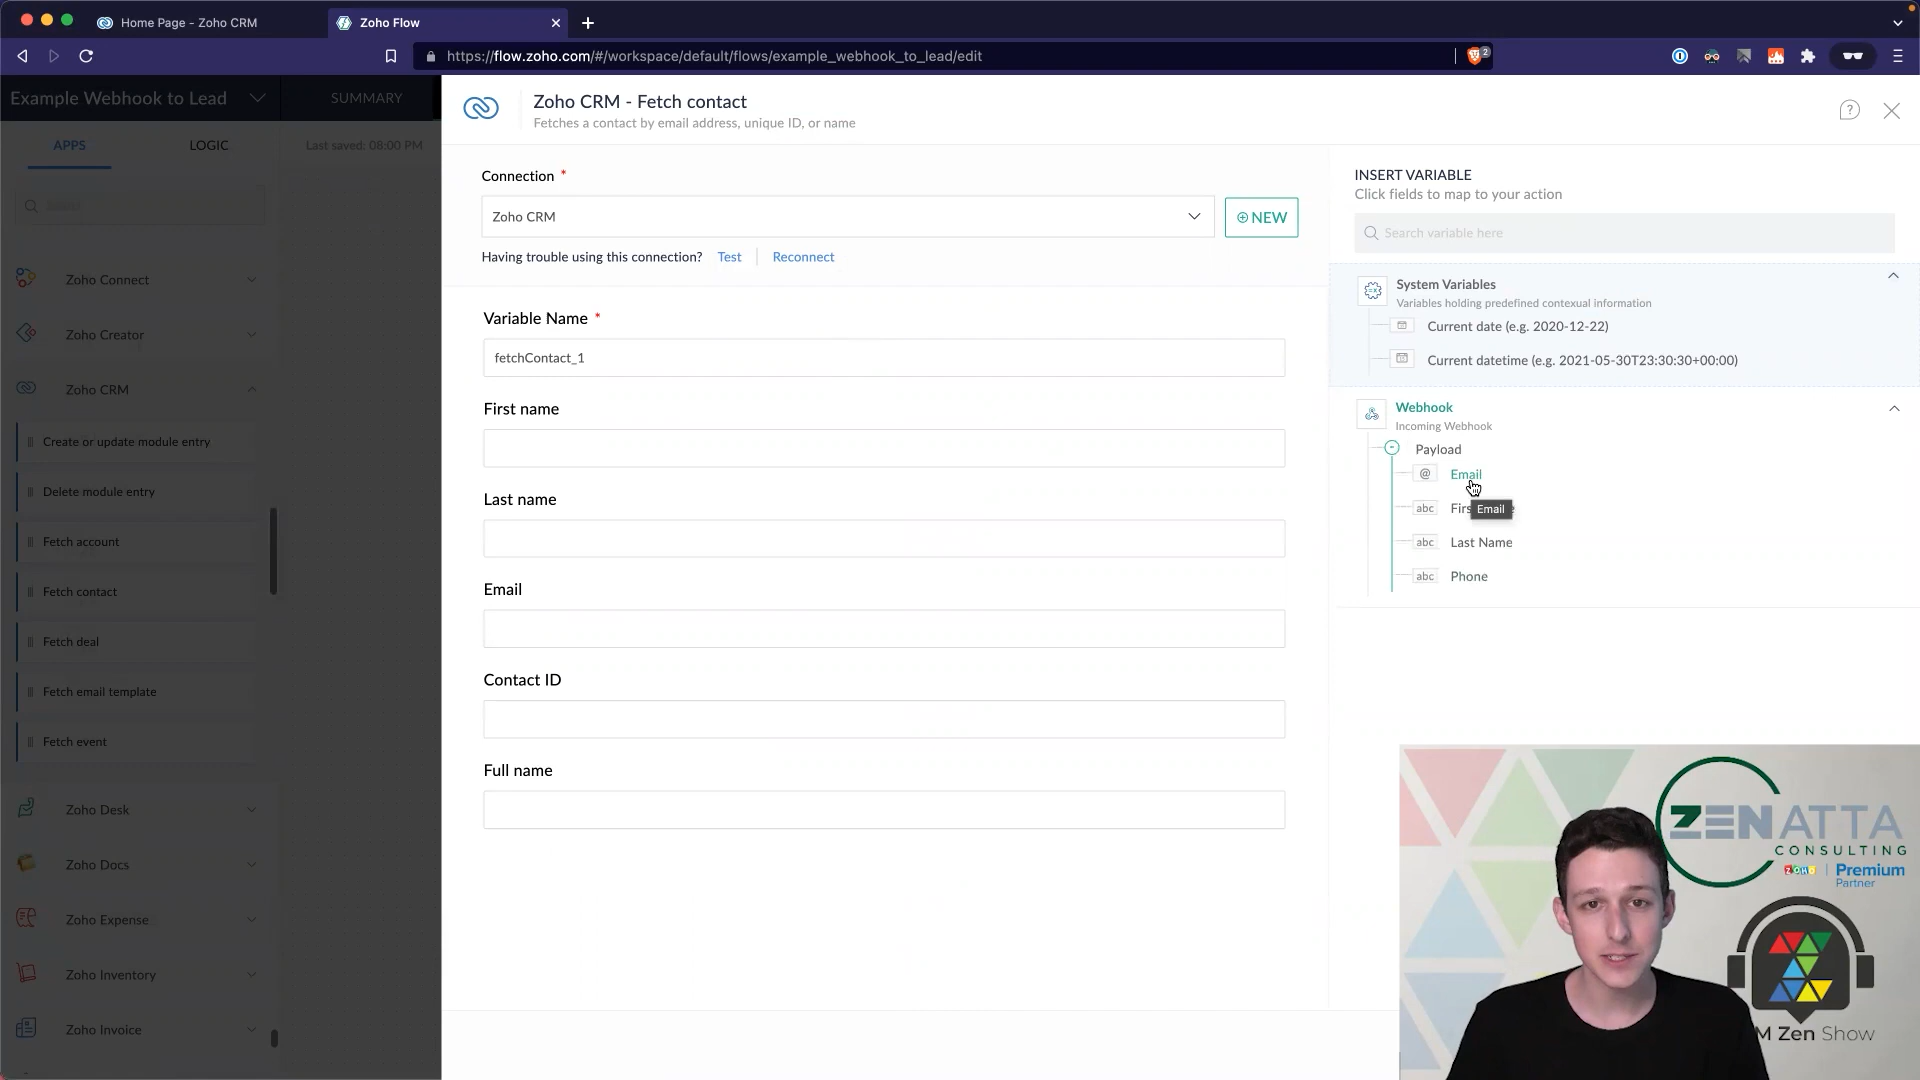 Home Page - Zoho CRM
Zoho Flow
https://flow.zoho.com/#/workspace/default/flows/example_webhook_to_lead/edit
2
Example Webhook to Lead
SUMMARY
APPS
LOGIC
Last saved: 08:00 PM
Zoho Connect
Zoho Creator
Zoho CRM
Create or update module entry
Delete module entry
Fetch account
Fetch contact
Fetch deal
Fetch email template
Fetch event
Zoho Desk
Zoho Docs
Zoho Expense
Zoho Inventory
Zoho Invoice
Zoho CRM - Fetch contact
Fetches a contact by email address, unique ID, or name
Connection *
Zoho CRM
NEW
Having trouble using this connection? Test Reconnect
Variable Name *
fetchContact_1
First name
Last name
Email
Contact ID
Full name
INSERT VARIABLE
Click fields to map to your action
Search variable here
System Variables
Variables holding predefined contexual information
Current date (e.g. 2020-12-22)
Current datetime (e.g. 2021-05-30T23:30:30+00:00)
Webhook
Incoming Webhook
Payload
@ Email
abc Firs e
Email
abc Last Name
abc Phone
ZENATTA
CONSULTING
ZOHO Premium
Partner
M Zen Show